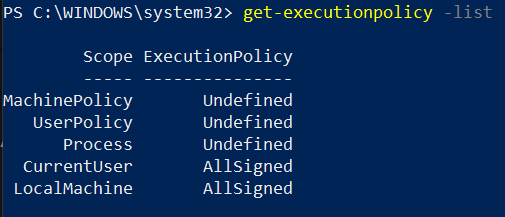 PS C:\WINDOWS\system32> get-executionpolicy -list
Scope ExecutionPolicy
----- ---------------
MachinePolicy Undefined
UserPolicy Undefined
Process Undefined
CurrentUser AllSigned
LocalMachine AllSigned